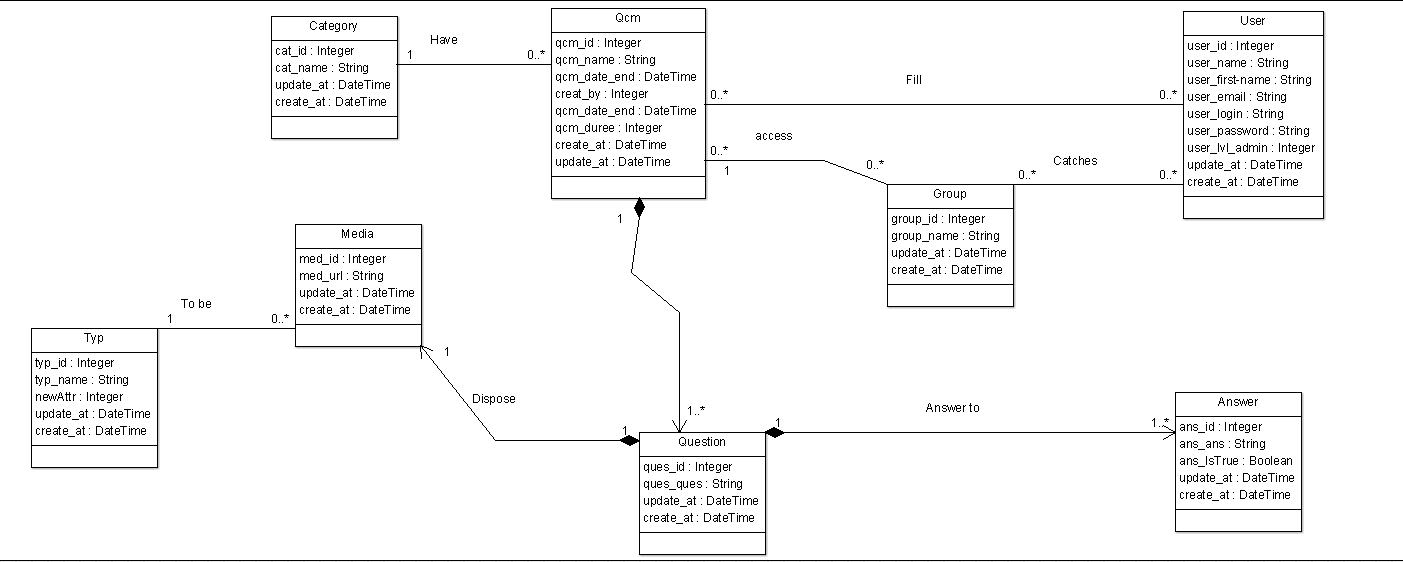 Category
cat_id : Integer
cat_name : String
update_at : DateTime
create_at : DateTime
Have
1
0..*
Qcm
qcm_id : Integer
qcm_name : String
qcm_date_end : DateTime
creat_by : Integer
qcm_date_end : DateTime
qcm_duree : Integer
create_at : DateTime
update_at : DateTime
Fill
0..*
0..*
access
0..*
1
0..*
Catches
0..*
0..*
User
user_id : Integer
user_name : String
user_first-name : String
user_email : String
user_login : String
user_password : String
user_lvl_admin : Integer
update_at : DateTime
create_at : DateTime
Group
group_id : Integer
group_name : String
update_at : DateTime
create_at : DateTime
1
1..*
Media
med_id : Integer
med_url : String
update_at : DateTime
create_at : DateTime
To be
1
0..*
Typ
typ_id : Integer
typ_name : String
newAttr : Integer
update_at : DateTime
create_at : DateTime
1
Dispose
1
Question
ques_id : Integer
ques_ques : String
update_at : DateTime
create_at : DateTime
1
Answer to
1..*
Answer
ans_id : Integer
ans_ans : String
ans_IsTrue : Boolean
update_at : DateTime
create_at : DateTime